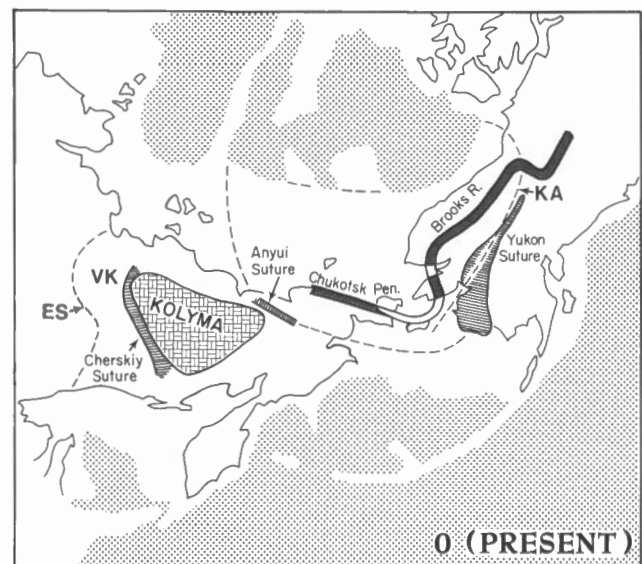 Brooks R.
KA
Yukon
Suture
Anyui
Suture
Chukotsk Pen.
VK
KOLYMA
ES
Cherskiy
Suture
0 (PRESENT)